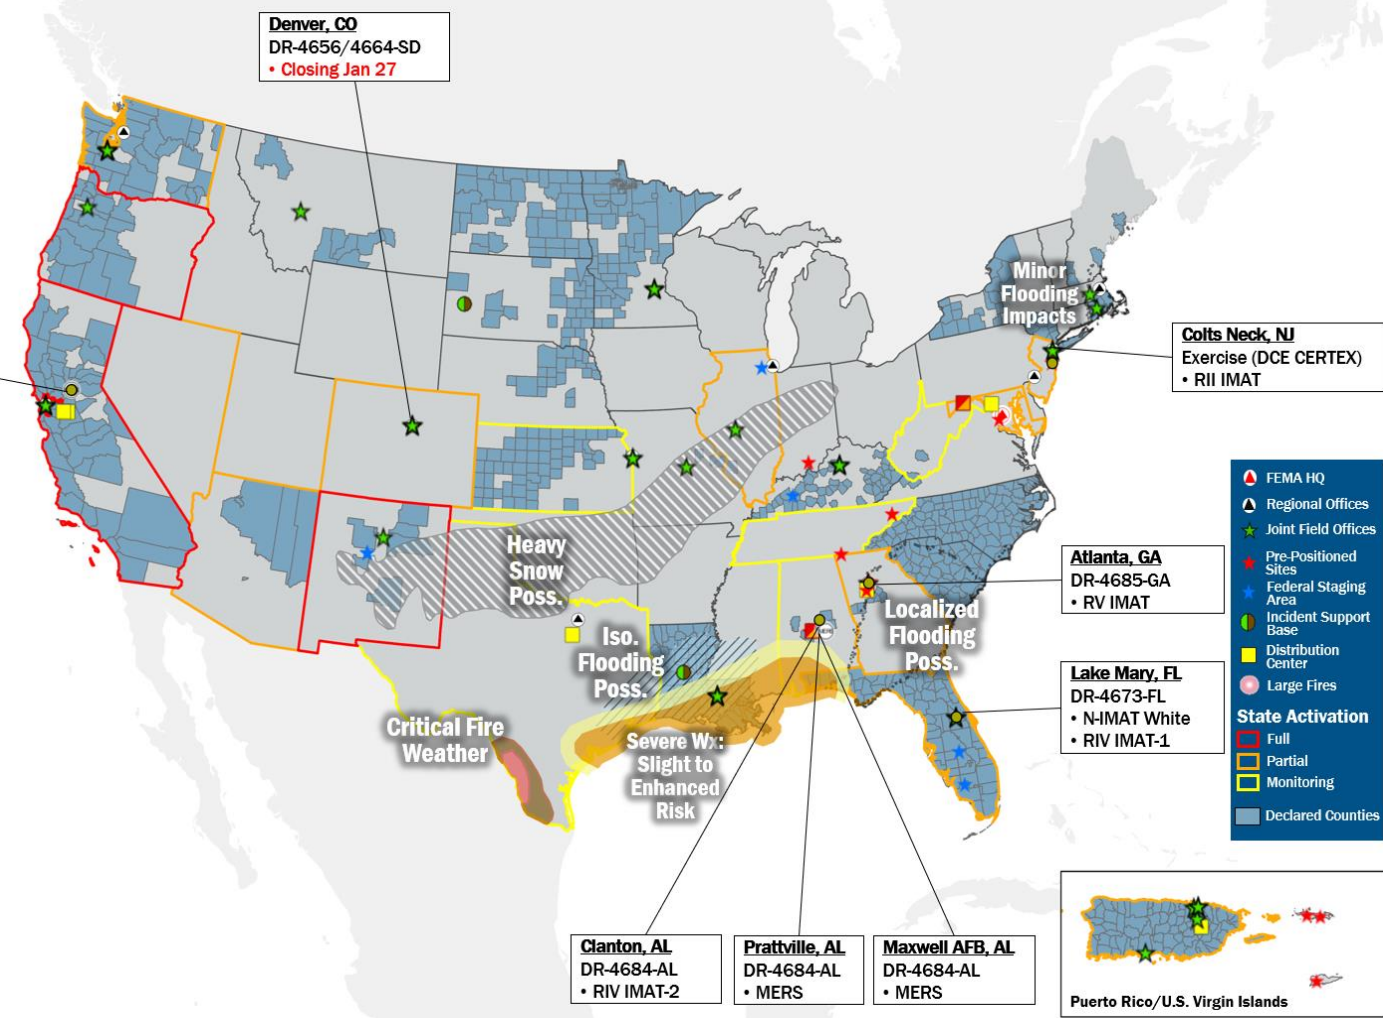 Denver, CO
DR-4656/4664-SD
• Closing Jan 27
Minor
Flooding
Impacts
Colts Neck, NJ
Exercise (DCE CERTEX)
• RII IMAT
Heavy
Snow
Poss.
Iso.
Flooding
Poss.
Localized
Flooding
Poss.
Critical Fire
Weather
Severe Wx:
Slight to
Enhanced
Risk
Atlanta, GA
DR-4685-GA
• RV IMAT
Lake Mary, FL
DR-4673-FL
• N-IMAT White
• RIV IMAT-1
Clanton, AL
DR-4684-AL
• RIV IMAT-2
Prattville, AL
DR-4684-AL
• MERS
Maxwell AFB, AL
DR-4684-AL
• MERS
FEMA HQ
Regional Offices
Joint Field Offices
Pre-Positioned
Sites
Federal Staging
Area
Incident Support
Base
Distribution
Center
Large Fires
State Activation
Full
Partial
Monitoring
Declared Counties
Puerto Rico/U.S. Virgin Islands